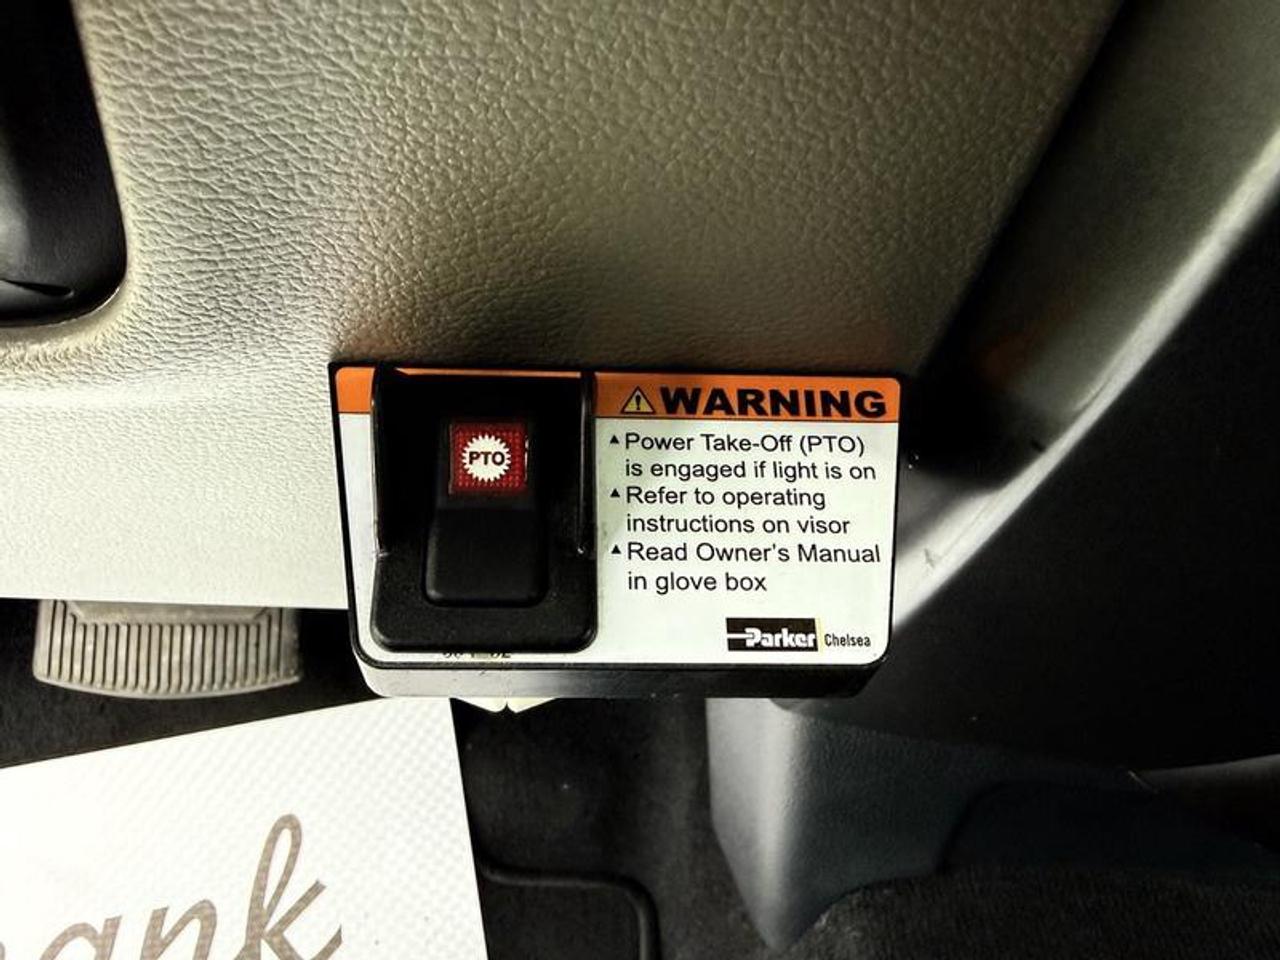 PTO
⚠ WARNING
▲ Power Take-Off (PTO)
is engaged if light is on
▲ Refer to operating
instructions on visor
▲ Read Owner's Manual
in glove box
Parker Chelsea